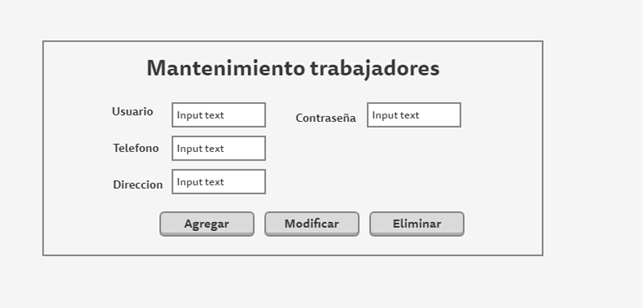 Mantenimiento trabajadores
Usuario Input text Contraseña Input text
Telefono Input text
Direccion Input text
Agregar Modificar Eliminar